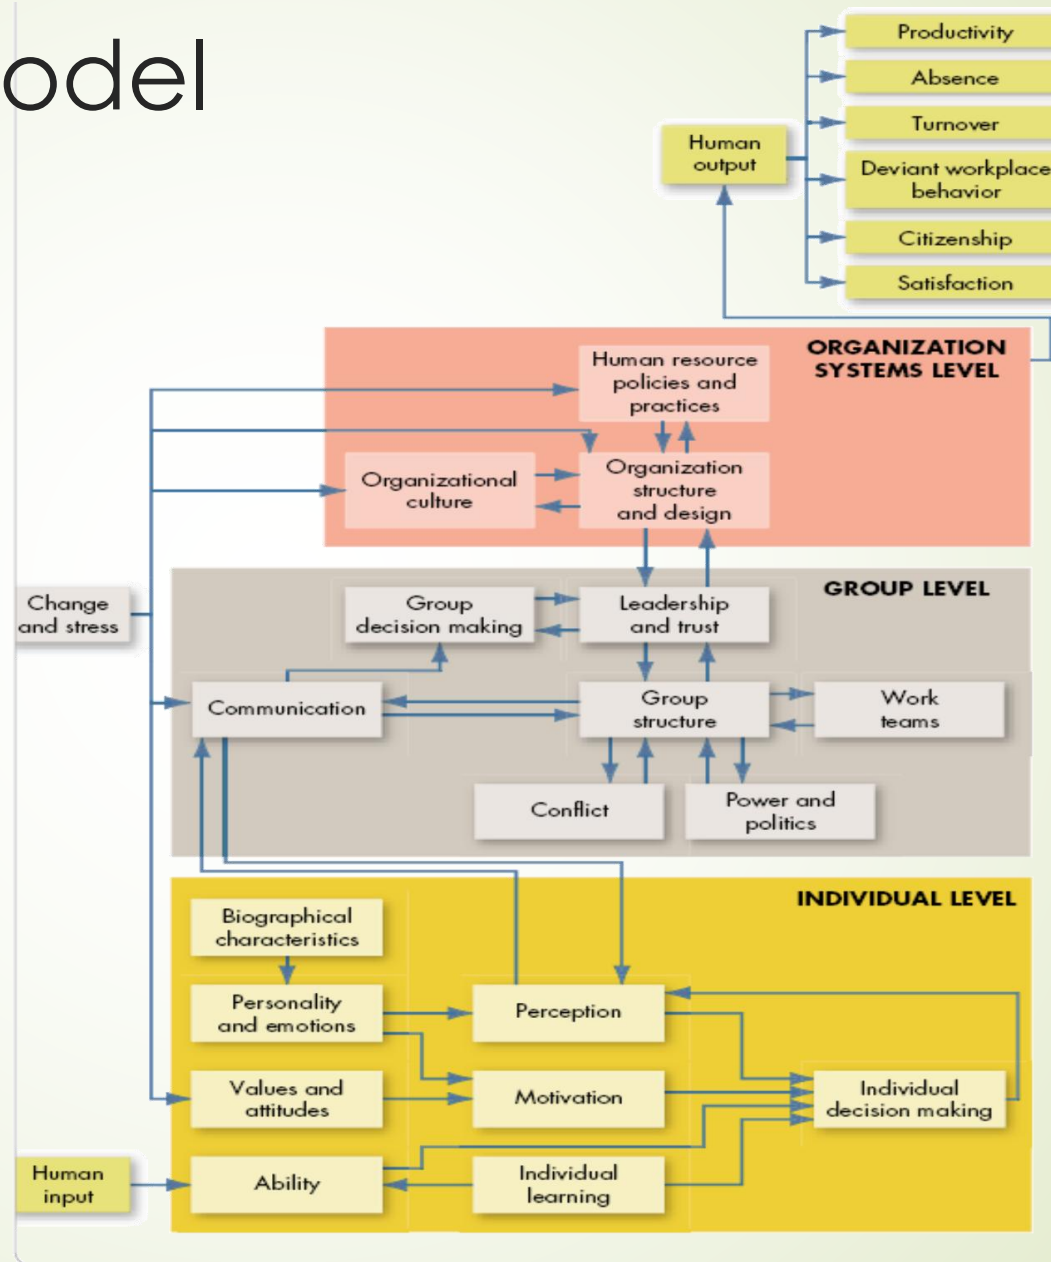 odel
Productivity
Absence
Turnover
Human
output
Deviant workplace
behavior
Citizenship
Satisfaction
ORGANIZATION
SYSTEMS LEVEL
Human resource
policies and
practices
Organizational
culture
Organization
structure
and design
GROUP LEVEL
Change
and stress
Group
decision making
Leadership
and trust
Communication
Group
structure
Work
teams
Conflict
Power and
politics
INDIVIDUAL LEVEL
Biographical
characteristics
Personality
and emotions
Perception
Values and
attitudes
Motivation
Individual
decision making
Human
input
Ability
Individual
learning